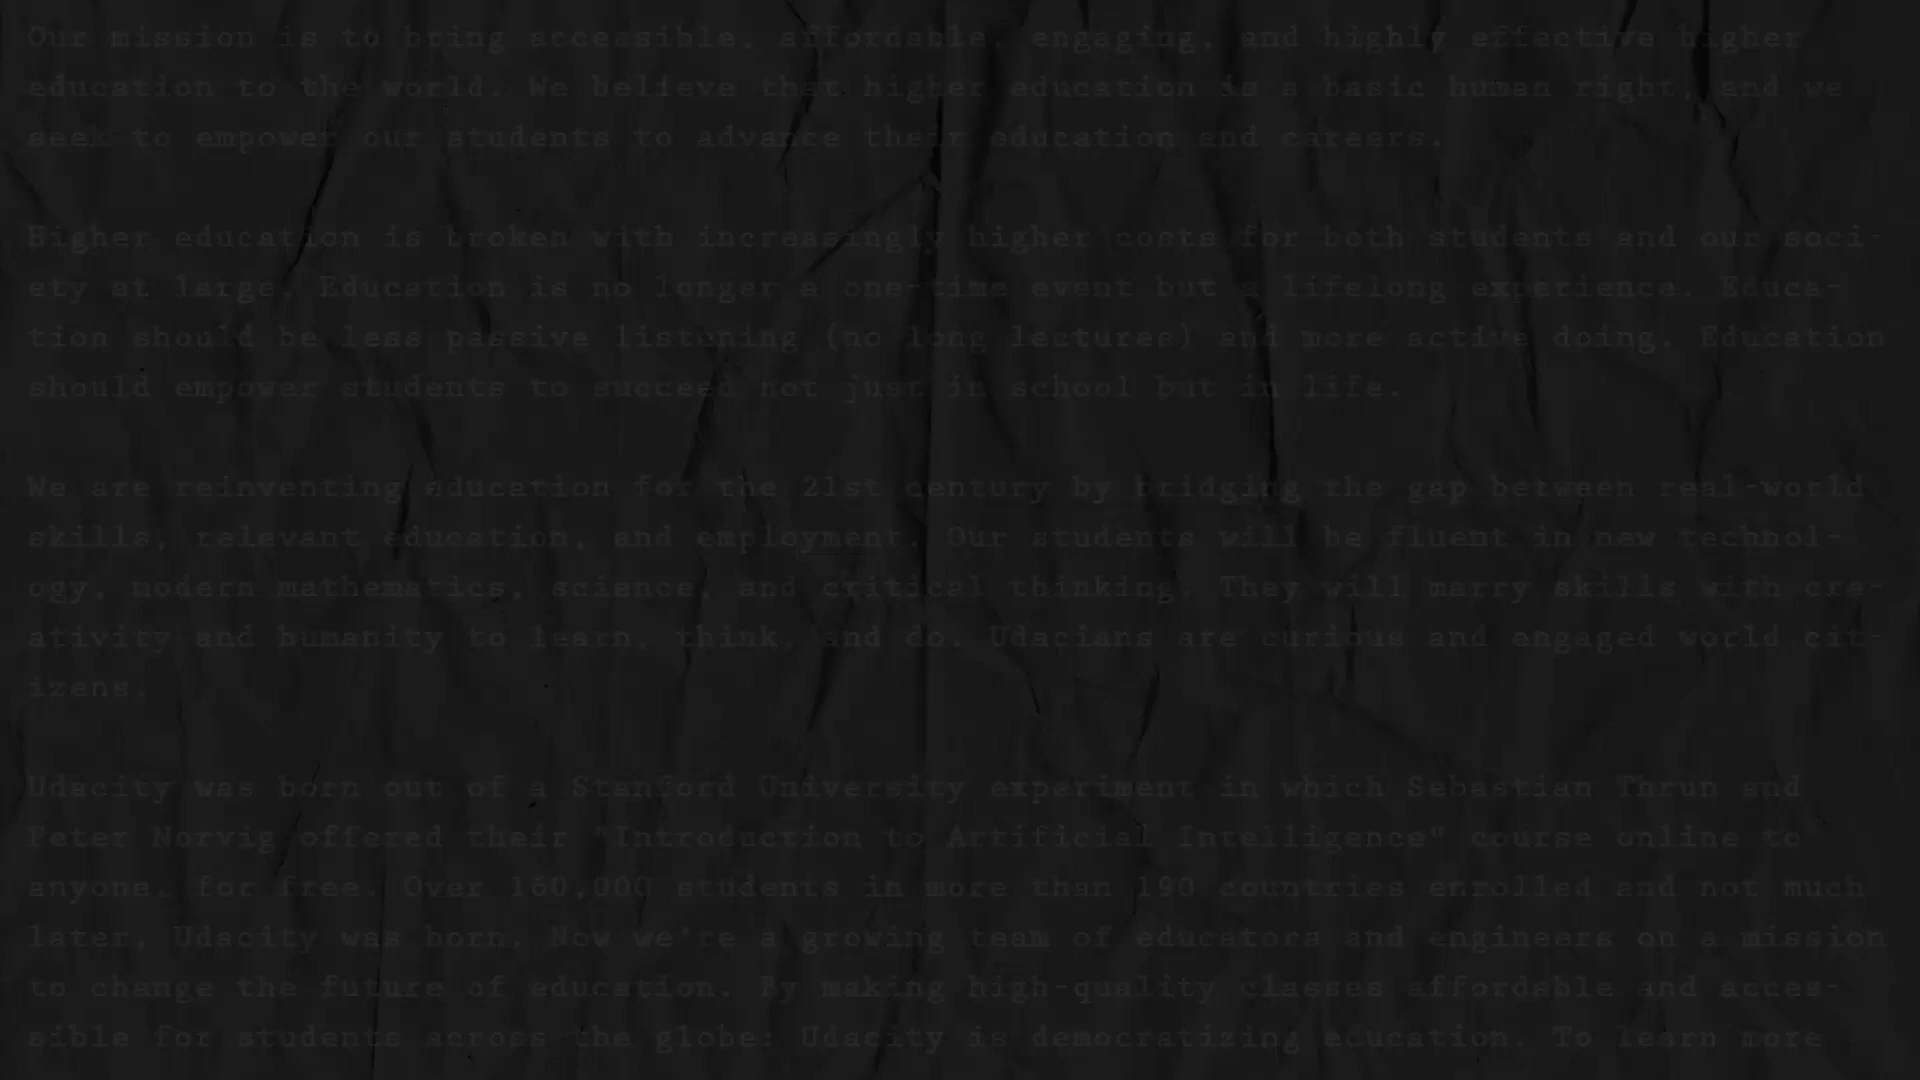 Our mission is to bring accessible, affordable, engaging, and highly effective higher
education to the world. We believe that higher education is a basic human right, and we
seek to empower our students to advance their education and careers.
Higher education is broken with increasingly higher costs for both students and our soci-
ety at large. Education is no longer a one-time event but a lifelong experience. Educa-
tion should be less passive listening (no long lectures) and more active doing. Education
should empower students to succeed not just in school but in life.
We are reinventing education for the 21st century by bridging the gap between real-world
skills, relevant education, and employment. Our students will be fluent in new technol-
ogy, modern mathematics, science, and critical thinking. They will marry skills with cre-
ativity and humanity to learn, think, and do. Udacians are curious and engaged world cit-
izens.
Udacity was born out of a Stanford University experiment in which Sebastian Thrun and
Peter Norvig offered their "Introduction to Artificial Intelligence" course online to
anyone, for free. Over 160,000 students in more than 190 countries enrolled and not much
later, Udacity was born. Now we're a growing team of educators and engineers on a mission
to change the future of education. By making high-quality classes affordable and acces-
sible for students across the globe: Udacity is democratizing education. To learn more